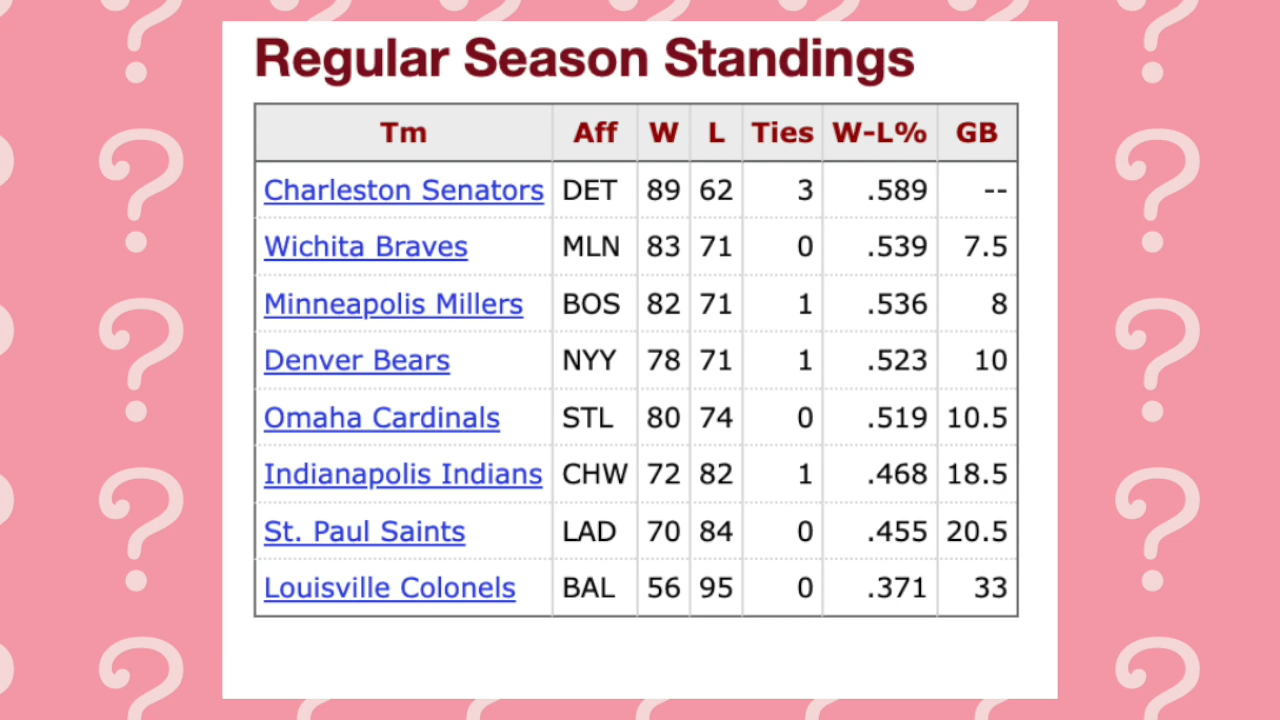 Regular Season Standings
Tm Aff W L Ties W-L% GB
Charleston Senators DET 89 62 3 .589 --
Wichita Braves MLN 83 71 0 .539 7.5
Minneapolis Millers BOS 82 71 1 .536 8
Denver Bears NYY 78 71 1 .523 10
Omaha Cardinals STL 80 74 0 .519 10.5
Indianapolis Indians CHW 72 82 1 .468 18.5
St. Paul Saints LAD 70 84 0 .455 20.5
Louisville Colonels BAL 56 95 0 .371 33